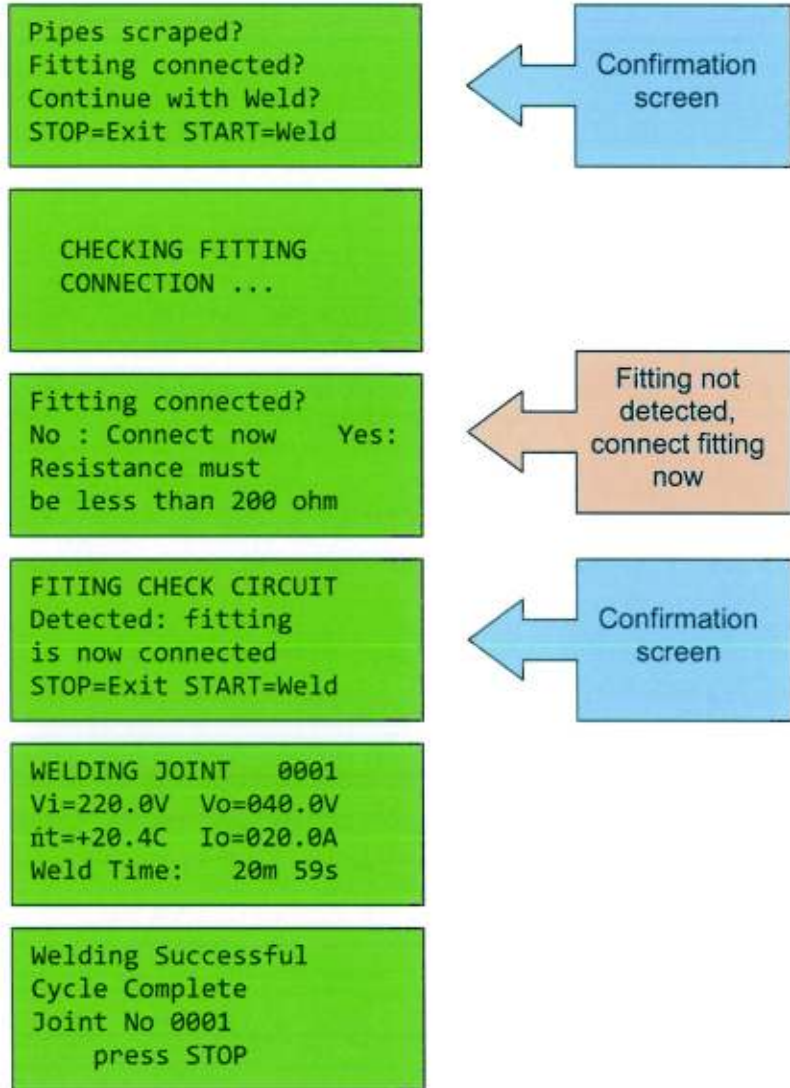 Pipes scraped?
Fitting connected?
Continue with Weld?
STOP=Exit START=Weld
Confirmation
screen
CHECKING FITTING
CONNECTION ...
Fitting connected?
No : Connect now Yes:
Resistance must
be less than 200 ohm
Fitting not
detected,
connect fitting
now
FITING CHECK CIRCUIT
Detected: fitting
is now connected
STOP=Exit START=Weld
Confirmation
screen
WELDING JOINT 0001
Vi=220.0V Vo=040.0V
ṅt=+20.4C Io=020.0A
Weld Time: 20m 59s
Welding Successful
Cycle Complete
Joint No 0001
press STOP